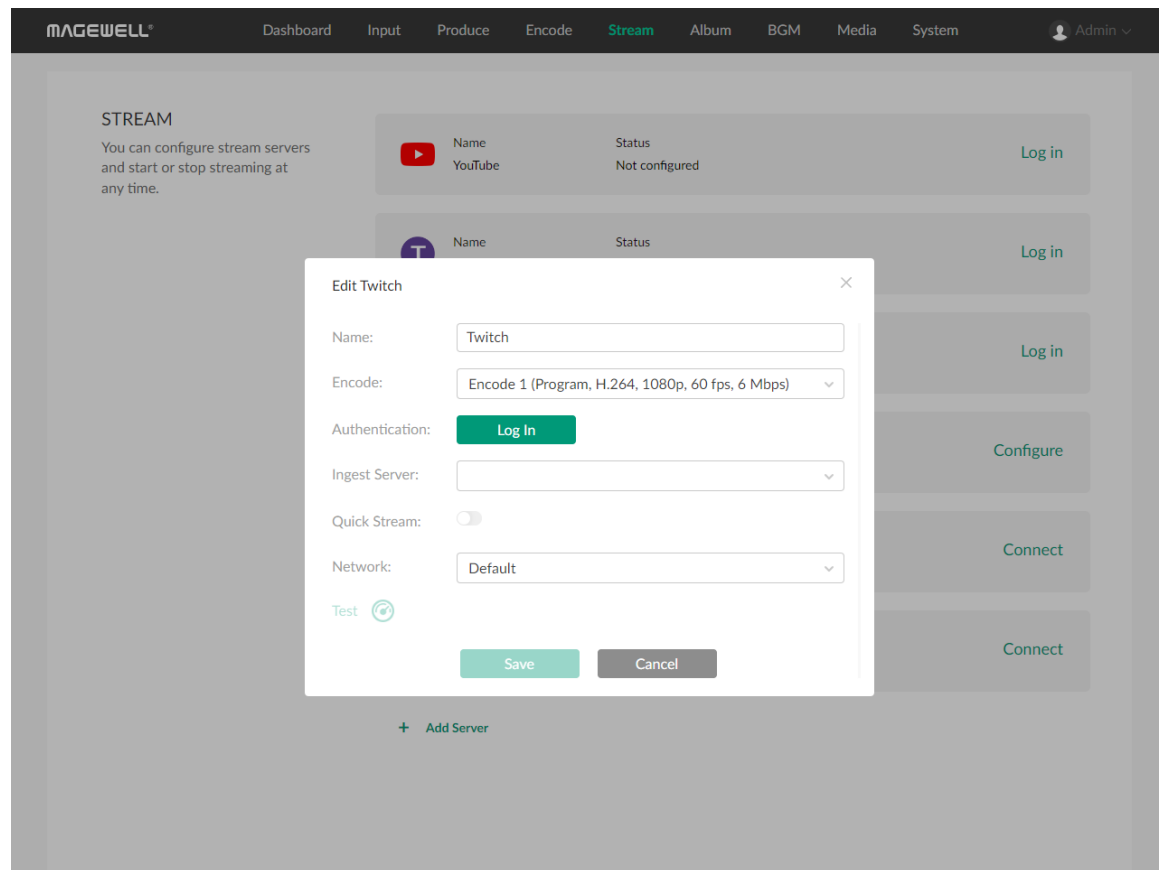 MAGEWELL®
Dashboard Input Produce Encode Stream Album BGM Media System Admin
STREAM
You can configure stream servers
and start or stop streaming at
any time.
Name Status
YouTube Not configured
Log in
Name Status
T
Log in
Edit Twitch
Name: Twitch
Encode: Encode 1 (Program, H.264, 1080p, 60 fps, 6 Mbps)
Authentication: Log In
Ingest Server:
Quick Stream:
Network: Default
Test
Save Cancel
Log in
Configure
Connect
Connect
+ Add Server